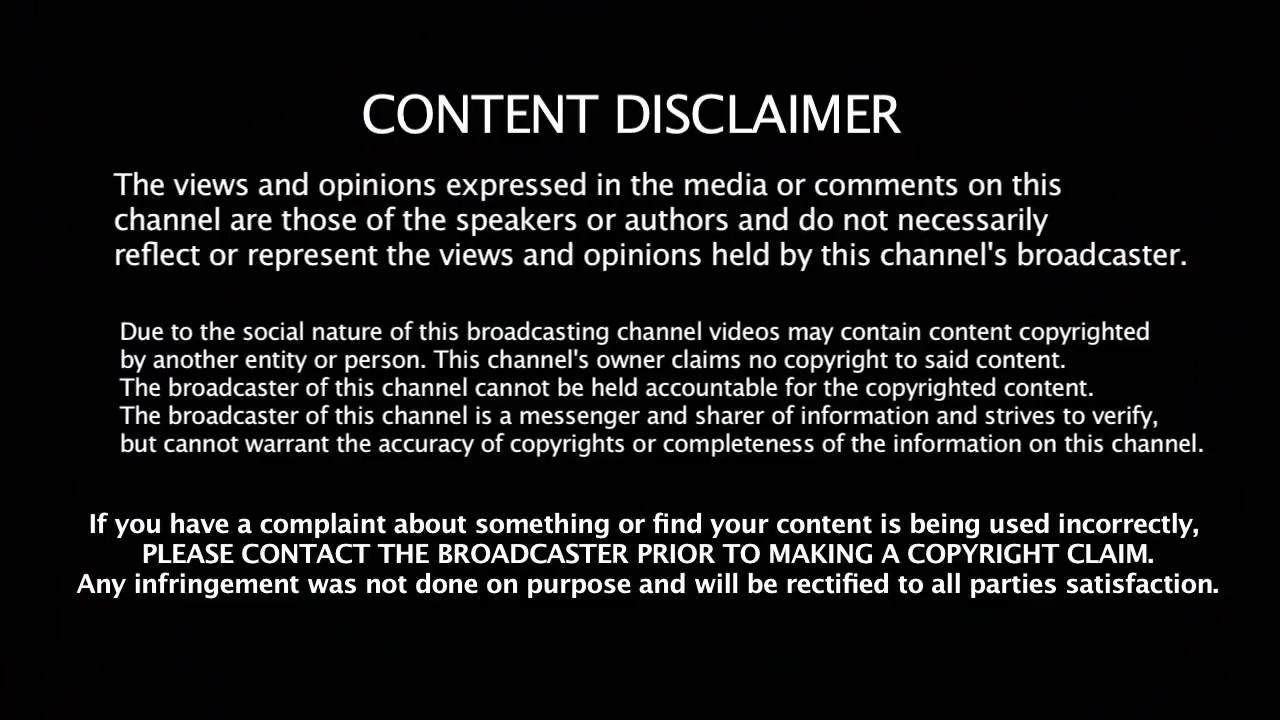 CONTENT DISCLAIMER
The views and opinions expressed in the media or comments on this
channel are those of the speakers or authors and do not necessarily
reflect or represent the views and opinions held by this channel's broadcaster.
Due to the social nature of this broadcasting channel videos may contain content copyrighted
by another entity or person. This channel's owner claims no copyright to said content.
The broadcaster of this channel cannot be held accountable for the copyrighted content.
The broadcaster of this channel is a messenger and sharer of information and strives to verify,
but cannot warrant the accuracy of copyrights or completeness of the information on this channel.
If you have a complaint about something or find your content is being used incorrectly,
PLEASE CONTACT THE BROADCASTER PRIOR TO MAKING A COPYRIGHT CLAIM.
Any infringement was not done on purpose and will be rectified to all parties satisfaction.